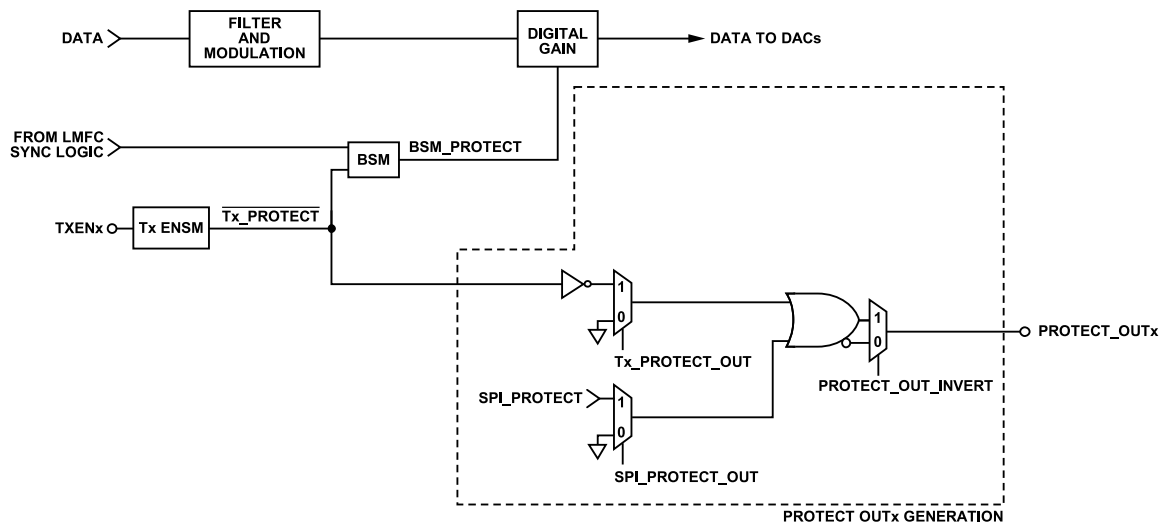 DATA
FILTER
AND
MODULATION
DIGITAL
GAIN
DATA TO DACs
FROM LMFC
SYNC LOGIC
BSM
BSM_PROTECT
TXENx
Tx ENSM
Tx_PROTECT
1
0
Tx_PROTECT_OUT
1
0
PROTECT_OUTx
PROTECT_OUT_INVERT
SPI_PROTECT
1
0
SPI_PROTECT_OUT
PROTECT OUTx GENERATION